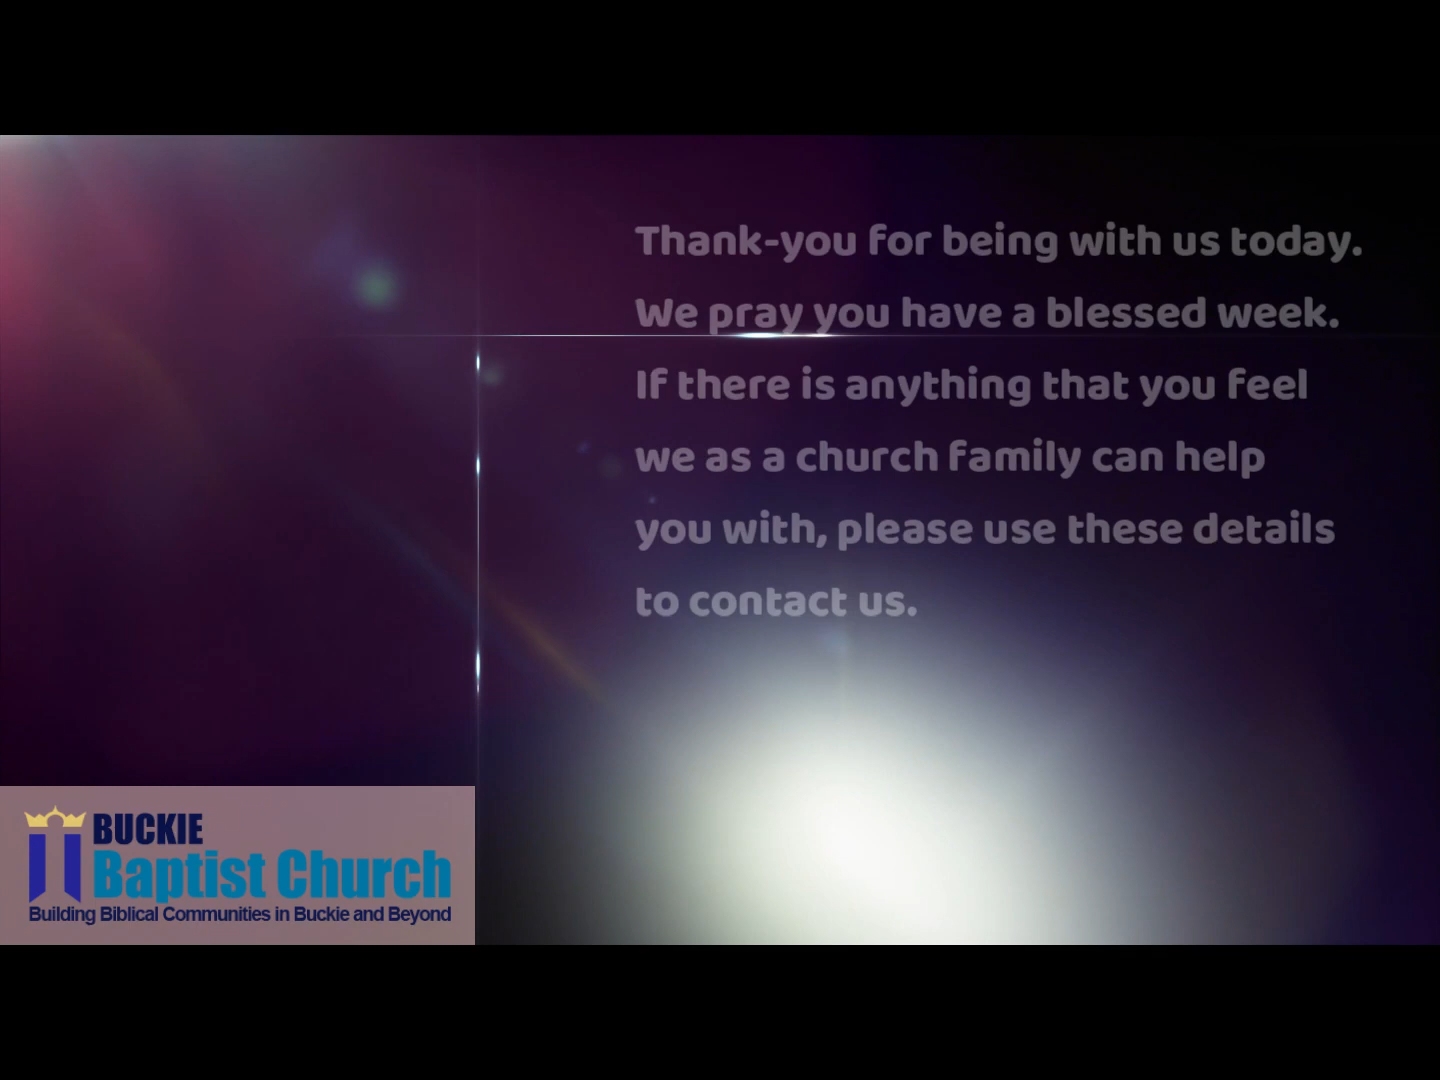 Thank-you for being with us today.
We pray you have a blessed week.
If there is anything that you feel
we as a church family can help
you with, please use these details
to contact us.
BUCKIE
Baptist Church
Building Biblical Communities in Buckie and Beyond